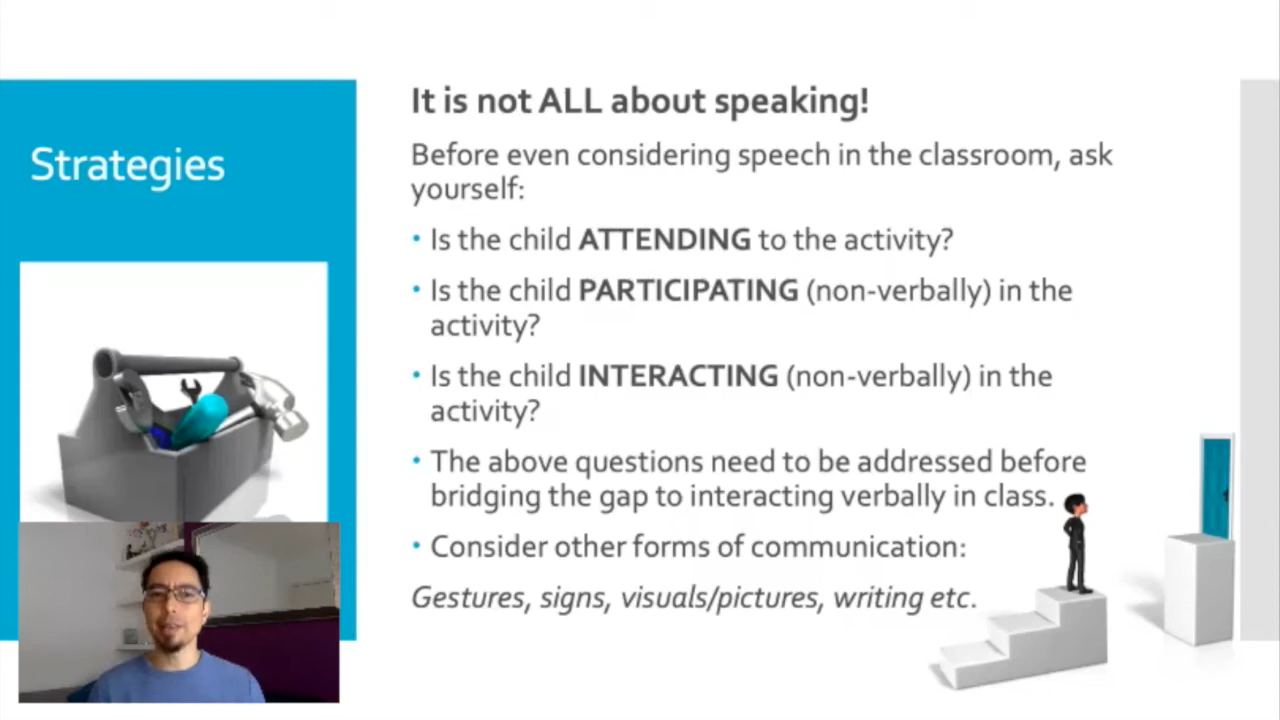 Strategies
It is not ALL about speaking!
Before even considering speech in the classroom, ask
yourself:
• Is the child ATTENDING to the activity?
• Is the child PARTICIPATING (non-verbally) in the
activity?
• Is the child INTERACTING (non-verbally) in the
activity?
• The above questions need to be addressed before
bridging the gap to interacting verbally in class.
• Consider other forms of communication:
Gestures, signs, visuals/pictures, writing etc.